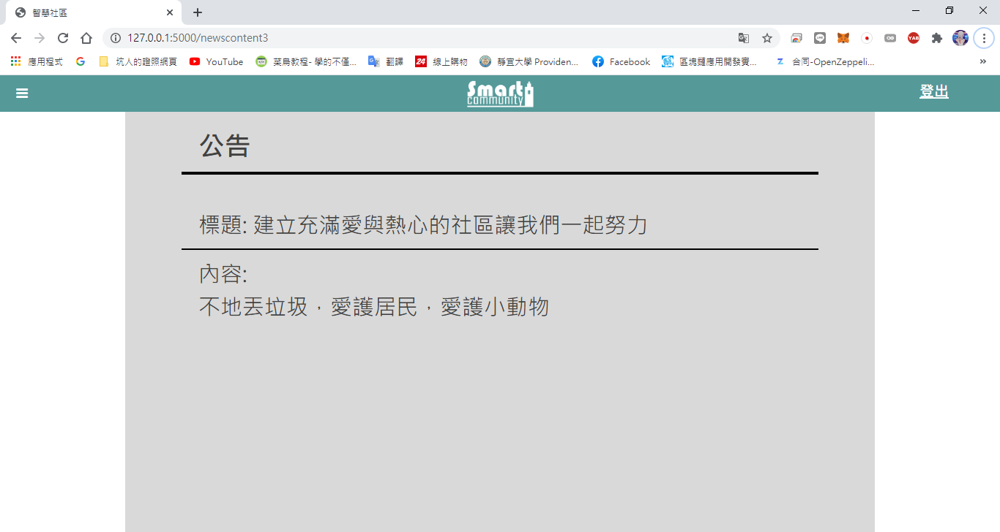 智慧社區
127.0.0.1:5000/newscontent3
應用程式
坑人的證照網頁
YouTube
菜鳥教程- 學的不僅...
翻譯
24 線上購物
靜宜大學 Providen...
Facebook
區塊鏈應用開發實...
Z 合同-OpenZeppeli...
»
YAB
Smart
community
登出
公告
標題: 建立充滿愛與熱心的社區讓我們一起努力
內容:
不地丟垃圾，愛護居民，愛護小動物